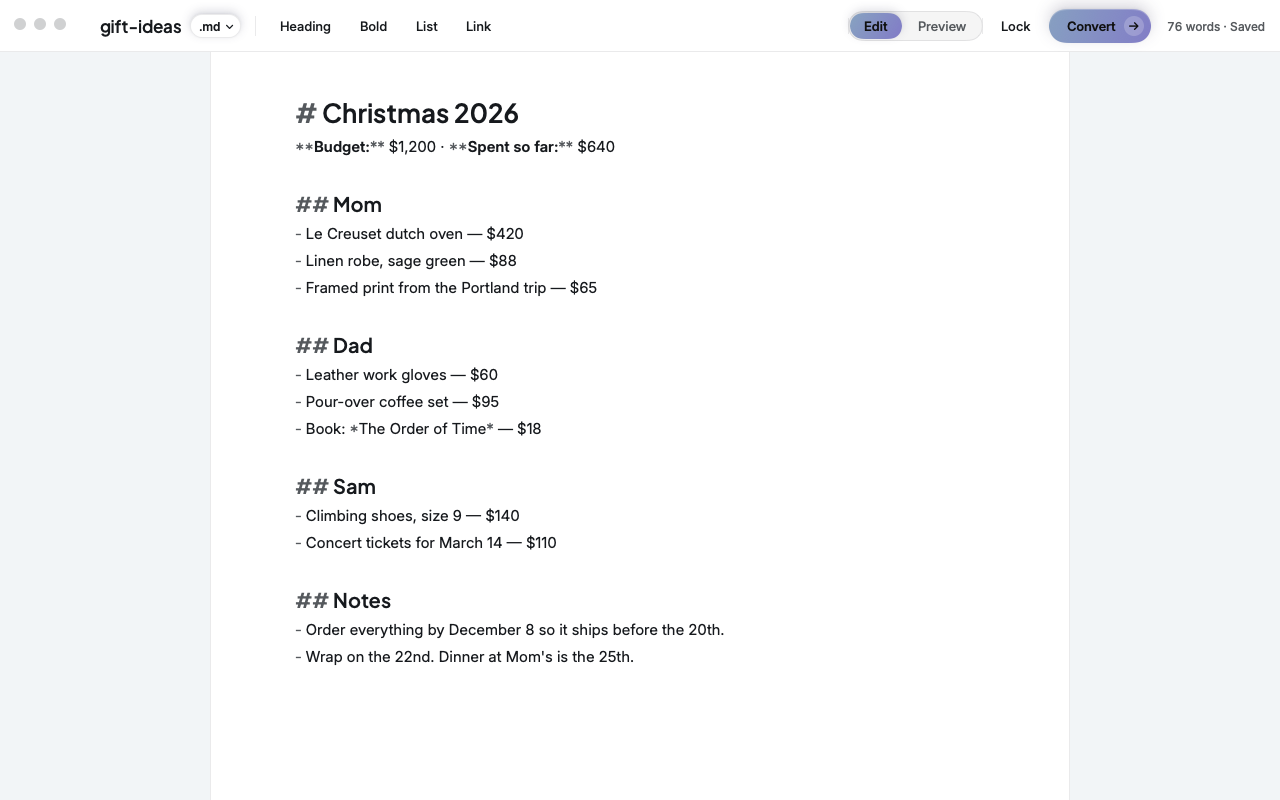 gift-ideas .md Heading Bold List Link Edit Preview Lock Convert → 76 words · Saved
# Christmas 2026
**Budget:** $1,200 · **Spent so far:** $640
## Mom
- Le Creuset dutch oven — $420
- Linen robe, sage green — $88
- Framed print from the Portland trip — $65
## Dad
- Leather work gloves — $60
- Pour-over coffee set — $95
- Book: *The Order of Time* — $18
## Sam
- Climbing shoes, size 9 — $140
- Concert tickets for March 14 — $110
## Notes
- Order everything by December 8 so it ships before the 20th.
- Wrap on the 22nd. Dinner at Mom's is the 25th.